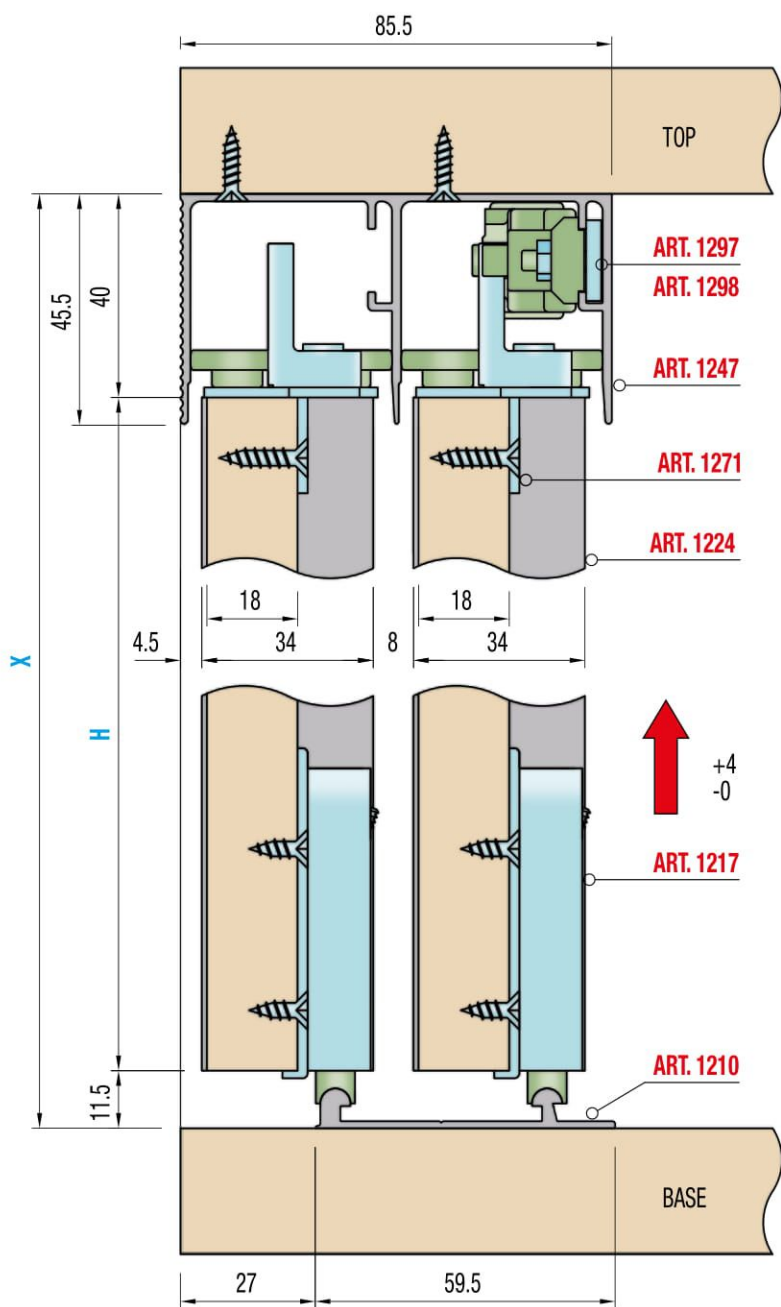 85.5
TOP
ART. 1297
ART. 1298
45.5
40
ART. 1247
ART. 1271
ART. 1224
18
18
4.5
34
8
34
X
H
+4
-0
ART. 1217
ART. 1210
11.5
BASE
27
59.5